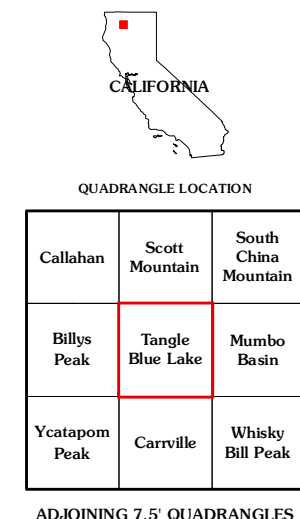 CALIFORNIA
QUADRANGLE LOCATION
Callahan
Scott
Mountain
South
China
Mountain
Billys
Peak
Tangle
Blue Lake
Mumbo
Basin
Ycatapom
Peak
Carrville
Whisky
Bill Peak
ADJOINING 7.5' QUADRANGLES